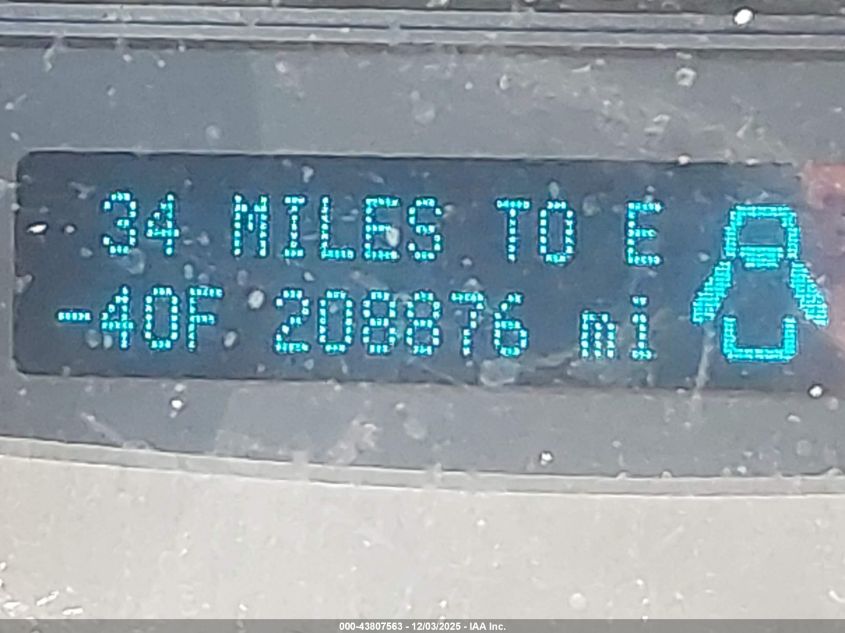 34 MILES TO E
-40F 208876 mi
000-43807563 - 12/03/2025 - IAA Inc.